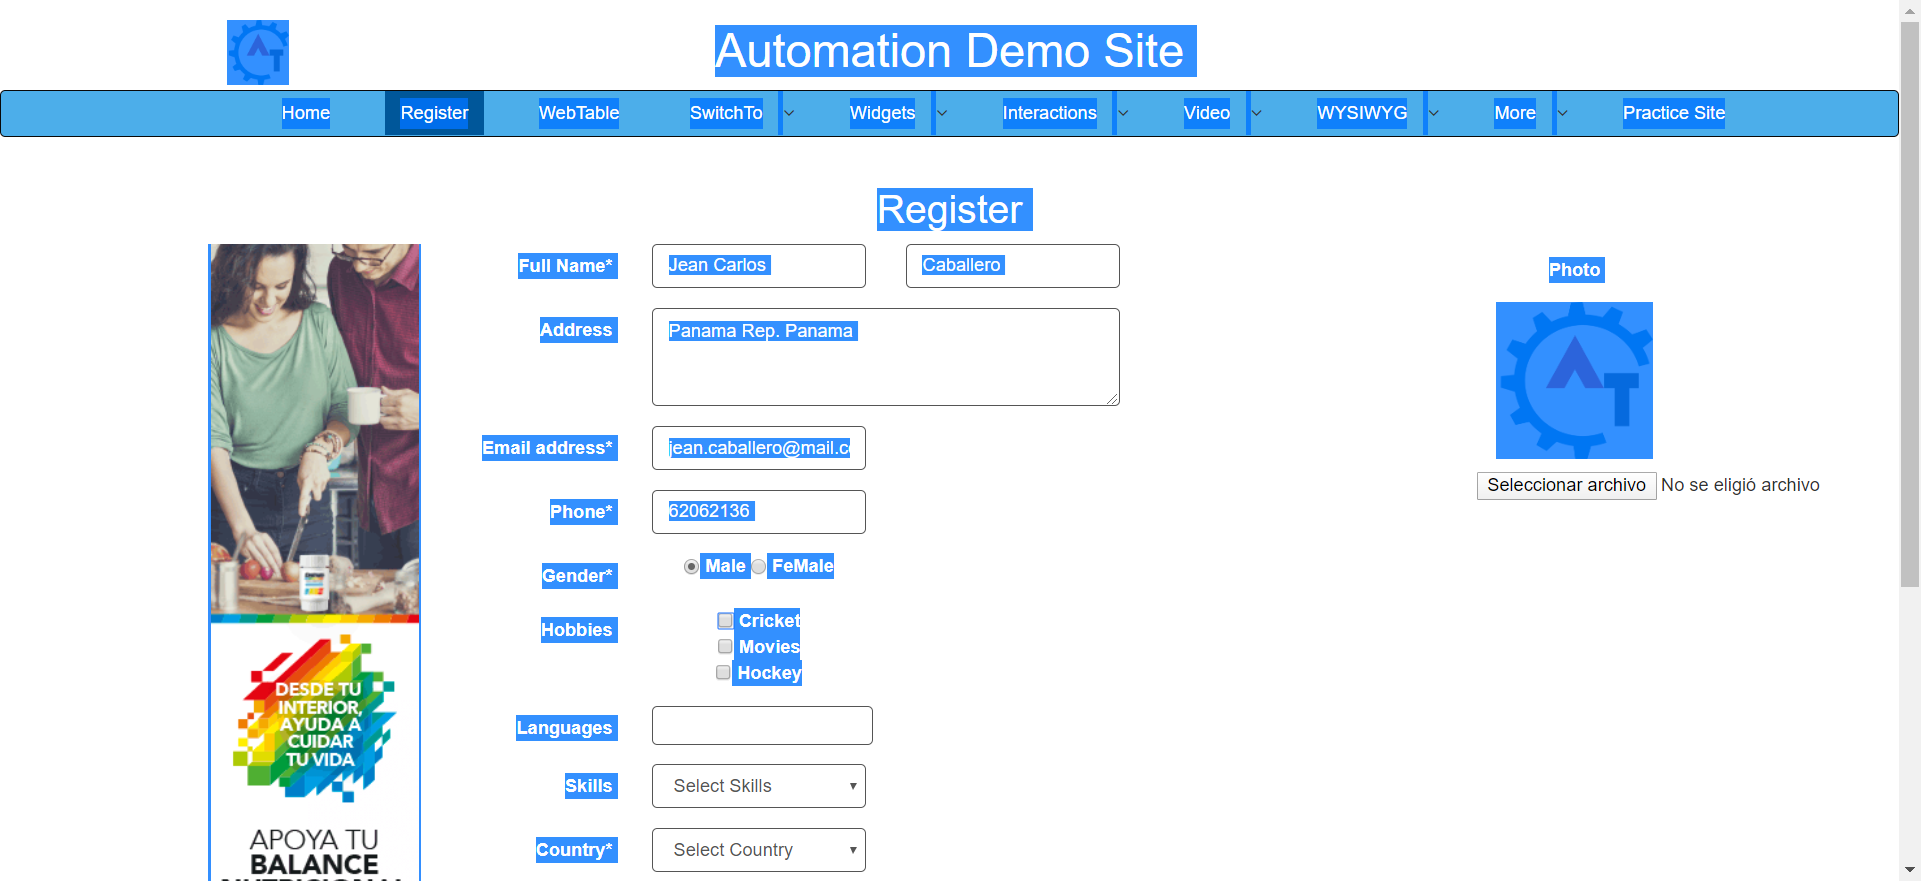 Automation Demo Site
Home Register WebTable SwitchTo Widgets Interactions Video WYSIWYG More Practice Site
Register
Full Name* Jean Carlos Caballero
Photo
Address Panama Rep. Panama
Email address* jean.caballero@mail.c
Seleccionar archivo No se eligió archivo
Phone* 62062136
Gender* Male FeMale
Hobbies Cricket
Movies
Hockey
Languages
Skills Select Skills
Country* Select Country
DESDE TU
INTERIOR,
AYUDA A
CUIDAR
TU VIDA
APOYA TU
BALANCE